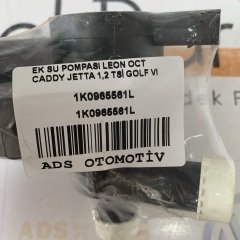 EK SU POMPASI LEON OCT
CADDY JETTA 1,2 TSİ GOLF VI
1K0965561L
1K0965561L
ADS OTOMOTİV